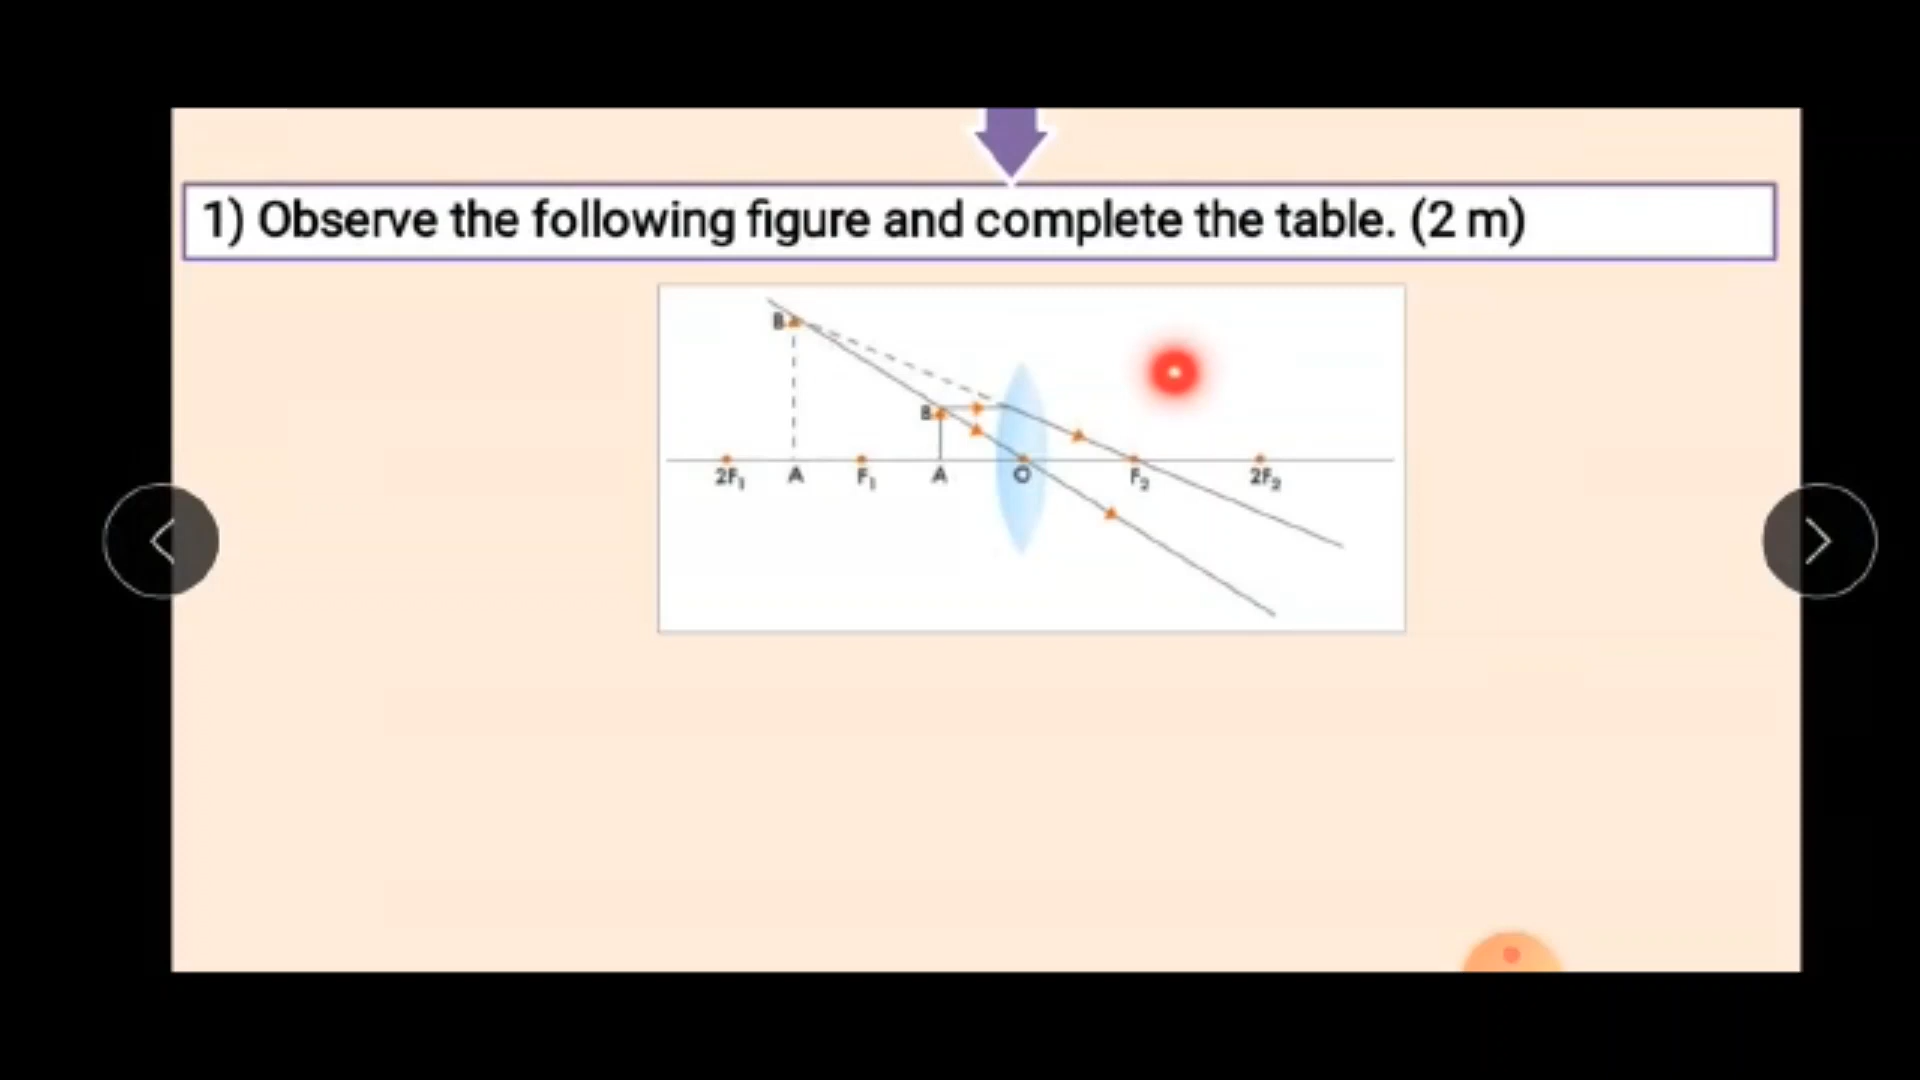 1) Observe the following figure and complete the table. (2 m)
B
B
2F₁ A F₁ A O F₂ 2F₂